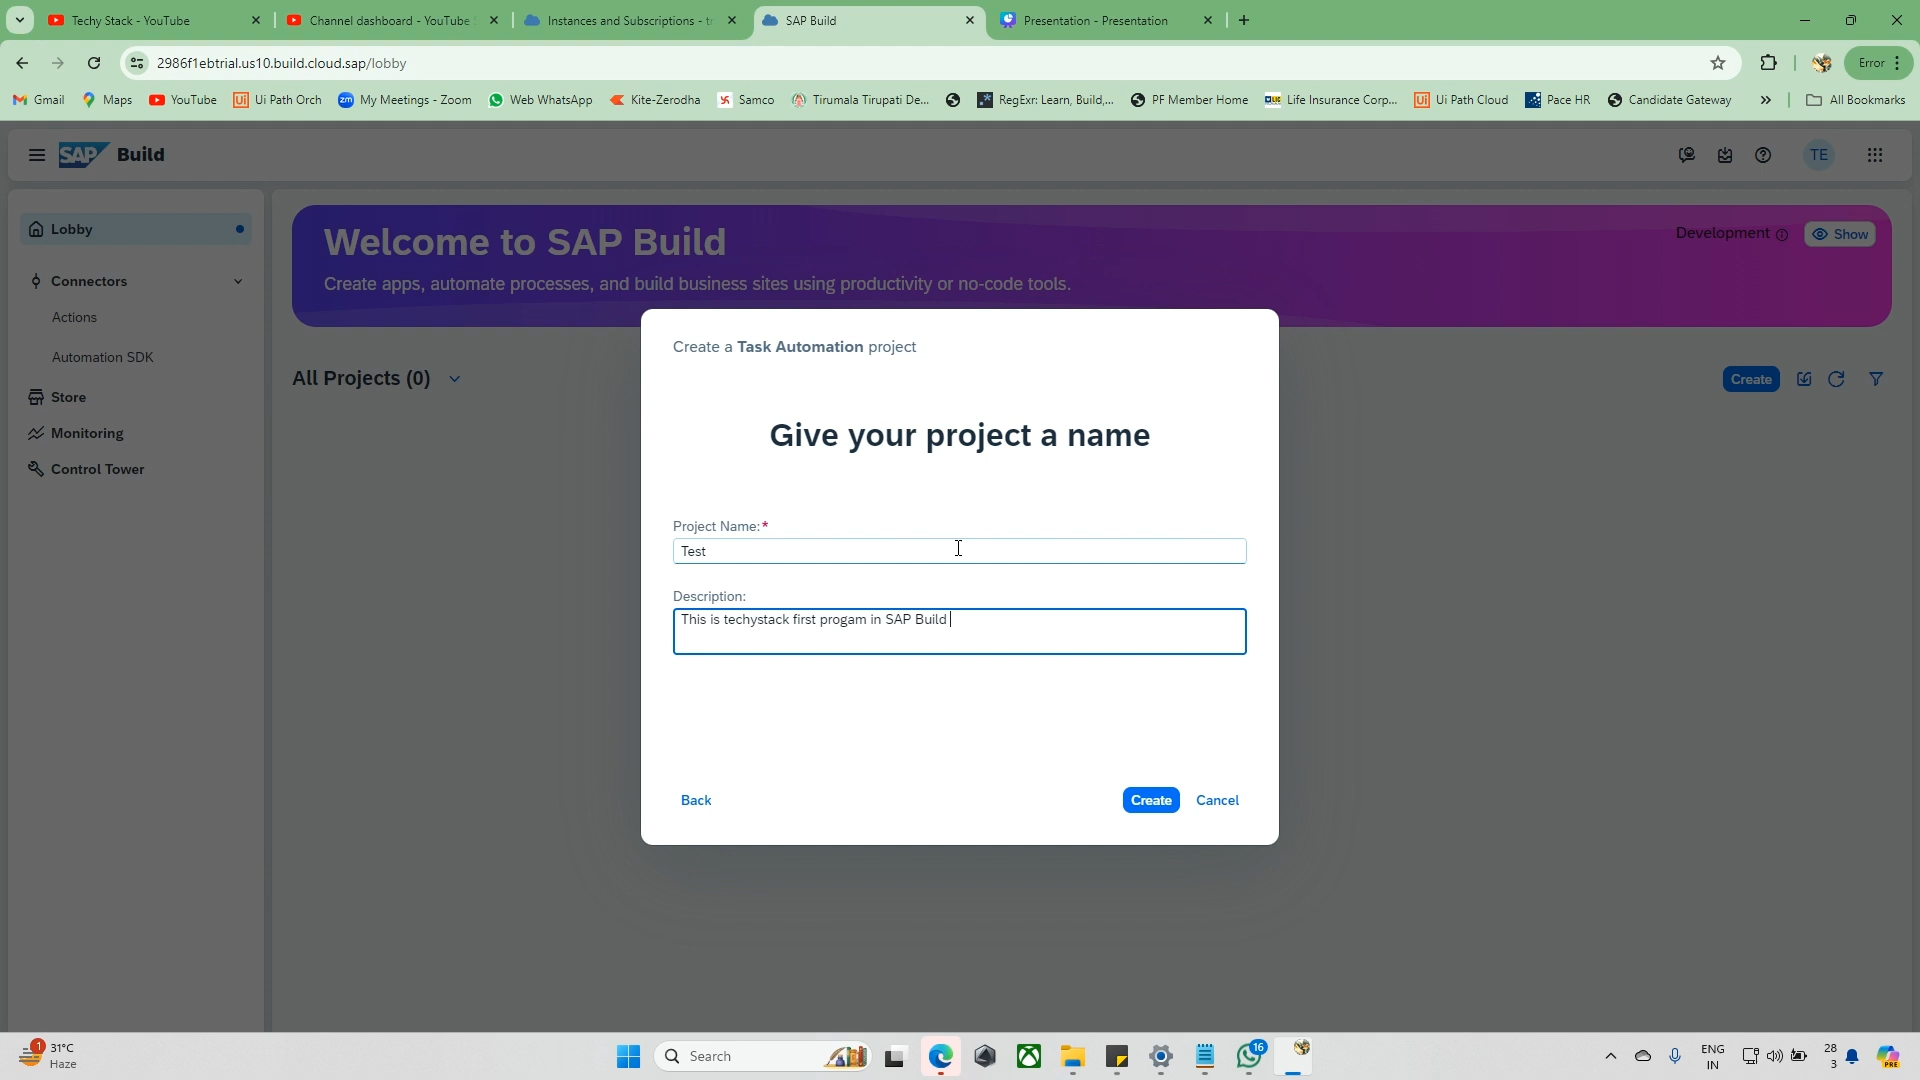 Techy Stack - YouTube
Channel dashboard - YouTube S
Instances and Subscriptions - tr
SAP Build
Presentation - Presentation
2986f1ebtrial.us10.build.cloud.sap/lobby
Error
Gmail
Maps
YouTube
Ui Path Orch
My Meetings - Zoom
Web WhatsApp
Kite-Zerodha
Samco
Tirumala Tirupati De...
RegExr: Learn, Build,...
PF Member Home
Life Insurance Corp...
Ui Path Cloud
Pace HR
Candidate Gateway
All Bookmarks
SAP Build
TE
Lobby
Connectors
Actions
Automation SDK
Store
Monitoring
Control Tower
Welcome to SAP Build
Create apps, automate processes, and build business sites using productivity or no-code tools.
Development
Show
All Projects (0)
Create
Create a Task Automation project
Give your project a name
Project Name:*
Test
Description:
This is techystack first progam in SAP Build
Back
Create
Cancel
1
31°C
Haze
Search
16
ENG
IN
28
3
PRE